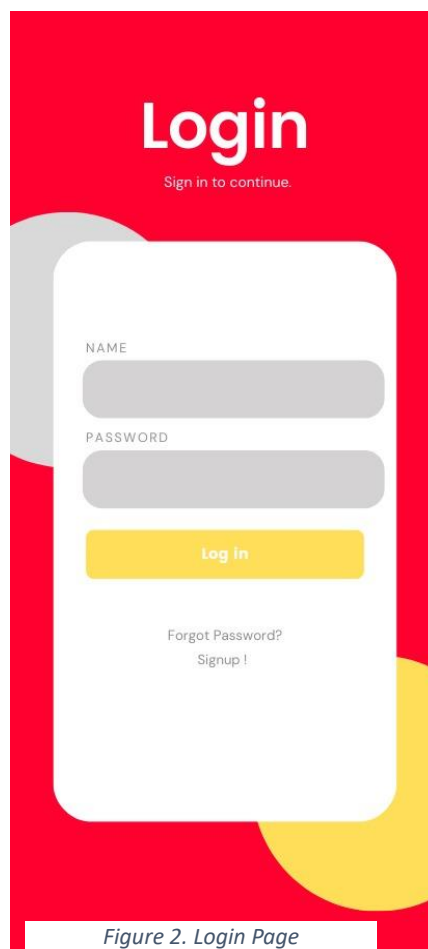 Login
Sign in to continue.
NAME
PASSWORD
Log in
Forgot Password?
Signup !
Figure 2. Login Page